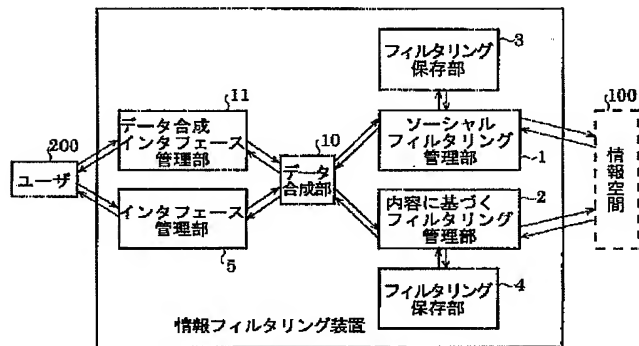 3
フィルタリング
保存部
11
データ合成
インタフェース
管理部
10
データ
合成部
ソーシャル
フィルタリング
管理部
1
100
情報空間
200
ユーザ
インタフェース
管理部
5
2
内容に基づく
フィルタリング
管理部
4
フィルタリング
保存部
情報フィルタリング装置